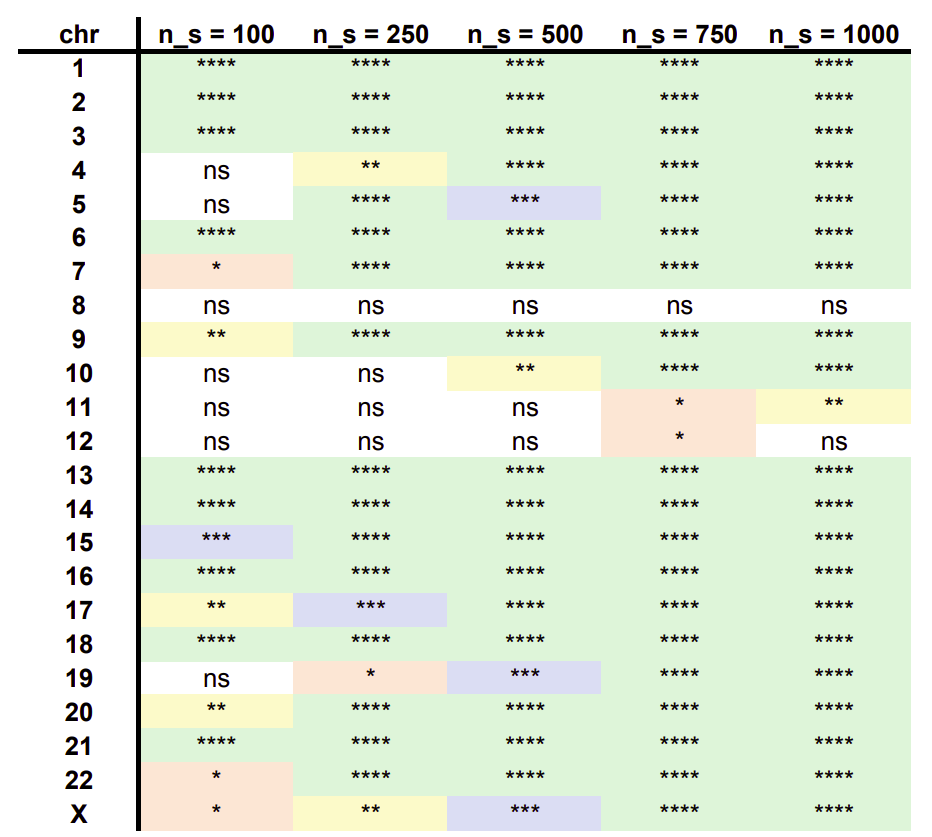 chr n_s = 100 n_s = 250 n_s = 500 n_s = 750 n_s = 1000
1 **** **** **** **** ****
2 **** **** **** **** ****
3 **** **** **** **** ****
4 ns ** **** **** ****
5 ns **** *** **** ****
6 **** **** **** **** ****
7 * **** **** **** ****
8 ns ns ns ns ns
9 ** **** **** **** ****
10 ns ns ** **** ****
11 ns ns ns * **
12 ns ns ns * ns
13 **** **** **** **** ****
14 **** **** **** **** ****
15 *** **** **** **** ****
16 **** **** **** **** ****
17 ** *** **** **** ****
18 **** **** **** **** ****
19 ns * *** **** ****
20 ** **** **** **** ****
21 **** **** **** **** ****
22 * **** **** **** ****
X * ** *** **** ****